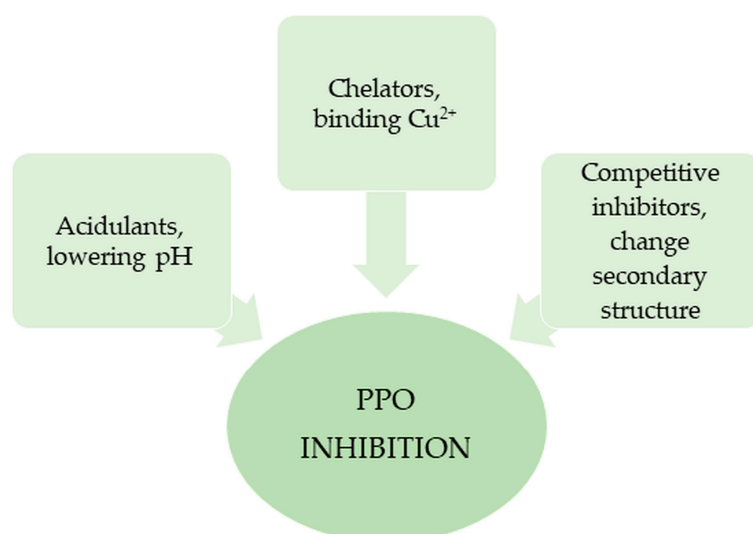 Chelators,
binding Cu²⁺
Acidulants,
lowering pH
Competitive
inhibitors,
change
secondary
structure
PPO
INHIBITION